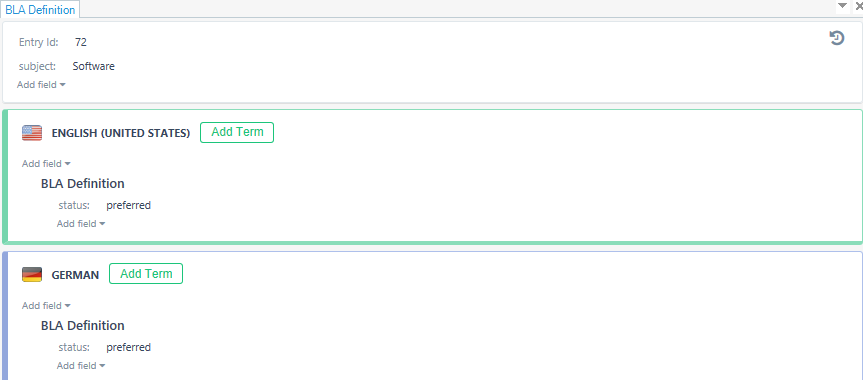 BLA Definition
Entry Id: 72
subject: Software
Add field
ENGLISH (UNITED STATES) Add Term
Add field
BLA Definition
status: preferred
Add field
GERMAN Add Term
Add field
BLA Definition
status: preferred
Add field